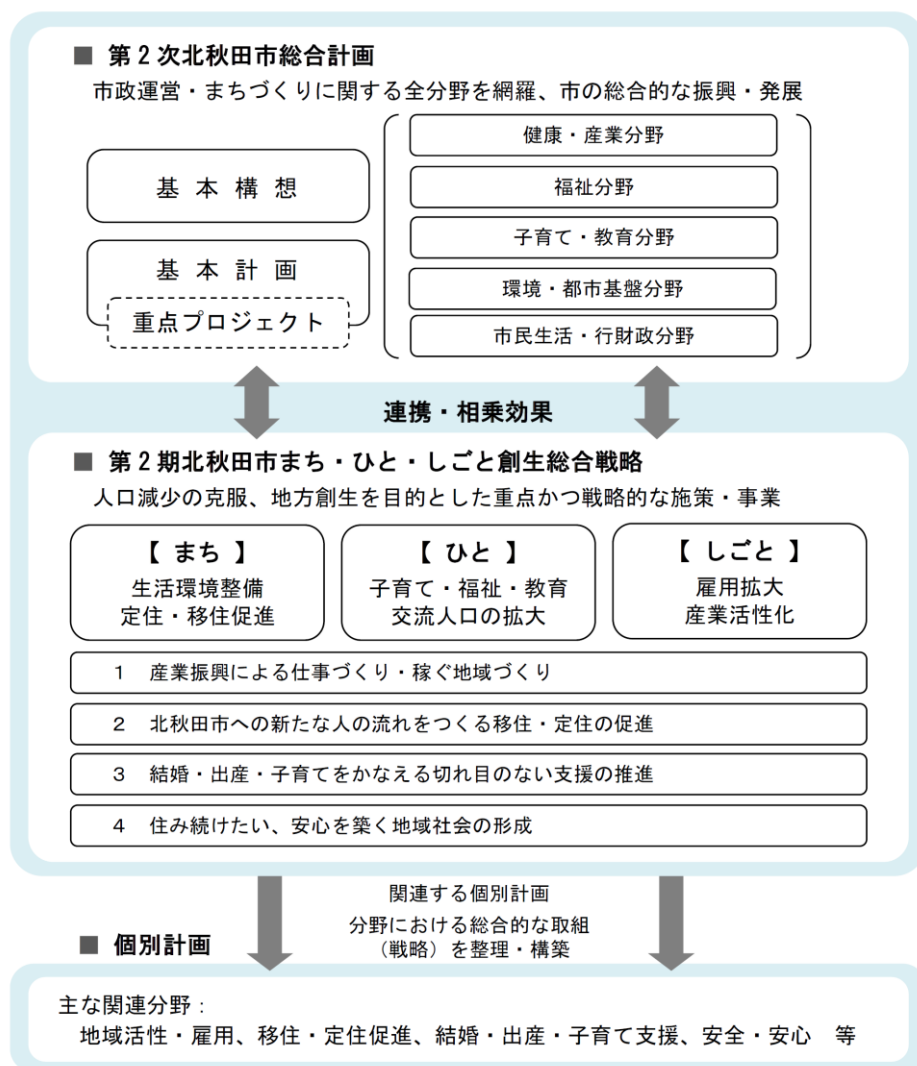 ■ 第２次北秋田市総合計画
市政運営・まちづくりに関する全分野を網羅、市の総合的な振興・発展
基 本 構 想
基 本 計 画
重点プロジェクト
健康・産業分野
福祉分野
子育て・教育分野
環境・都市基盤分野
市民生活・行財政分野
連携・相乗効果
■ 第２期北秋田市まち・ひと・しごと創生総合戦略
人口減少の克服、地方創生を目的とした重点かつ戦略的な施策・事業
【 まち 】
生活環境整備
定住・移住促進
【 ひと 】
子育て・福祉・教育
交流人口の拡大
【 しごと 】
雇用拡大
産業活性化
１ 産業振興による仕事づくり・稼ぐ地域づくり
２ 北秋田市への新たな人の流れをつくる移住・定住の促進
３ 結婚・出産・子育てをかなえる切れ目のない支援の推進
４ 住み続けたい、安心を築く地域社会の形成
関連する個別計画
分野における総合的な取組
（戦略）を整理・構築
■ 個別計画
主な関連分野：
地域活性・雇用、移住・定住促進、結婚・出産・子育て支援、安全・安心　等